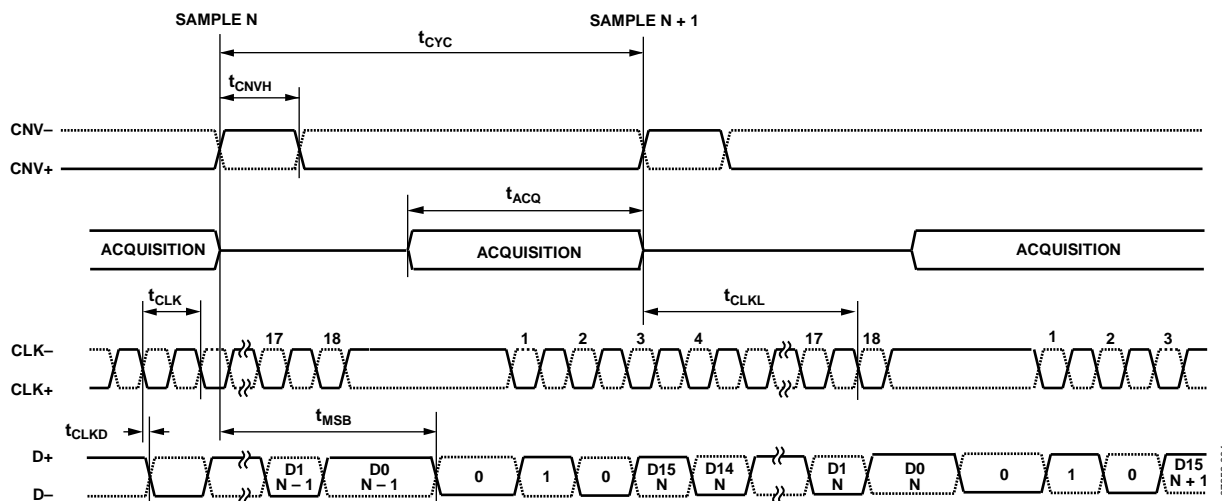 SAMPLE N SAMPLE N + 1
tCYC
tCNVH
CNV–
CNV+
tACQ
ACQUISITION ACQUISITION ACQUISITION
tCLK tCLKL
CLK– 17 18 1 2 3 4 17 18 1 2 3
CLK+
tCLKD tMSB
D+ D1 N – 1 D0 N – 1 0 1 0 D15 N D14 N D1 N D0 N 0 1 0 D15 N + 1
D–